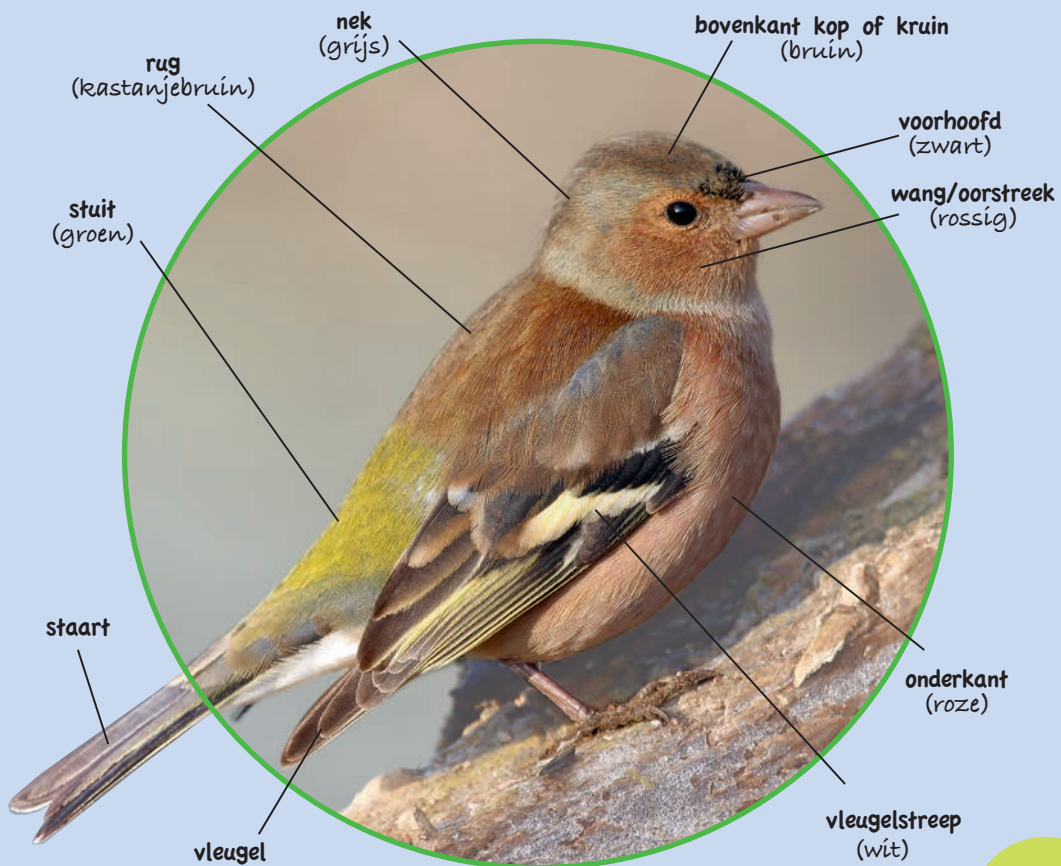 nek
(grijs)
bovenkant kop of kruin
(bruin)
rug
(kastanjebruin)
voorhoofd
(zwart)
wang/oorstreek
(rossig)
stuit
(groen)
staart
onderkant
(roze)
vleugelstreep
(wit)
vleugel